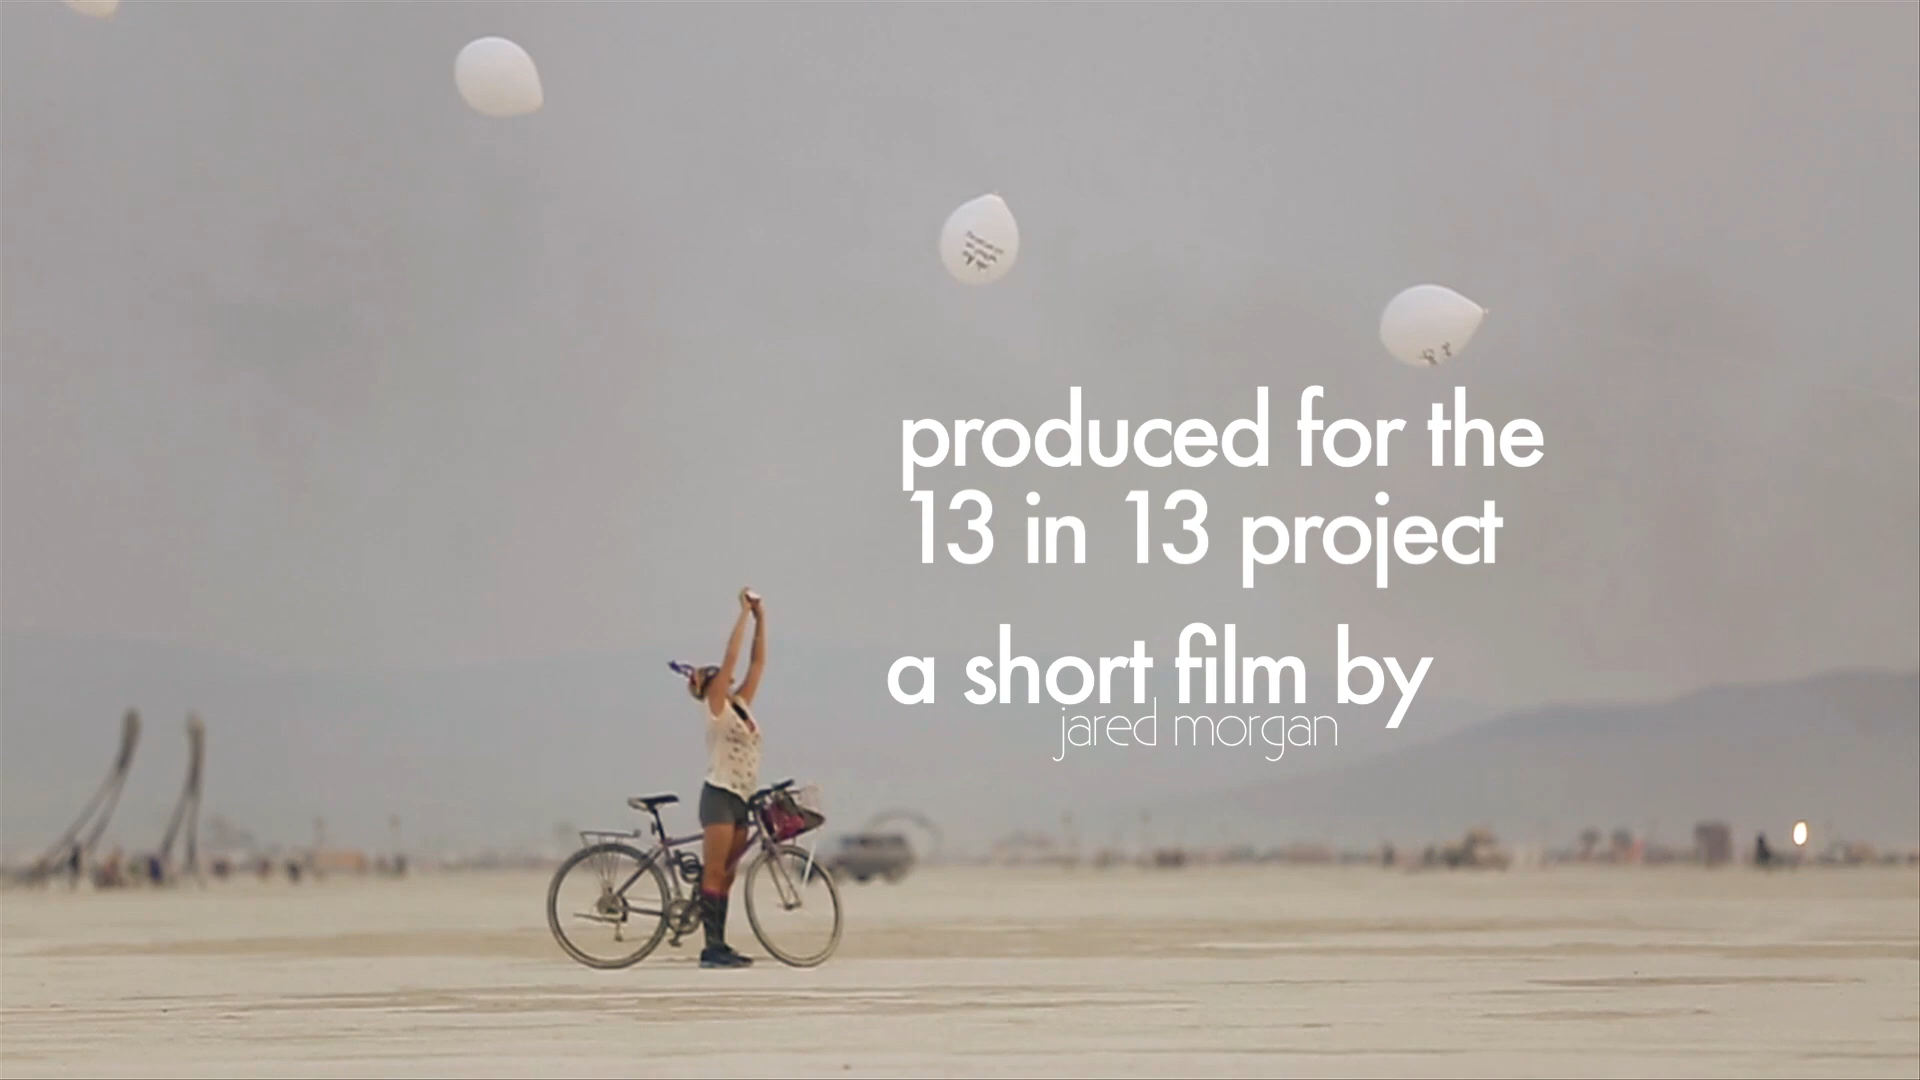 produced for the
13 in 13 project
a short film by
jared morgan